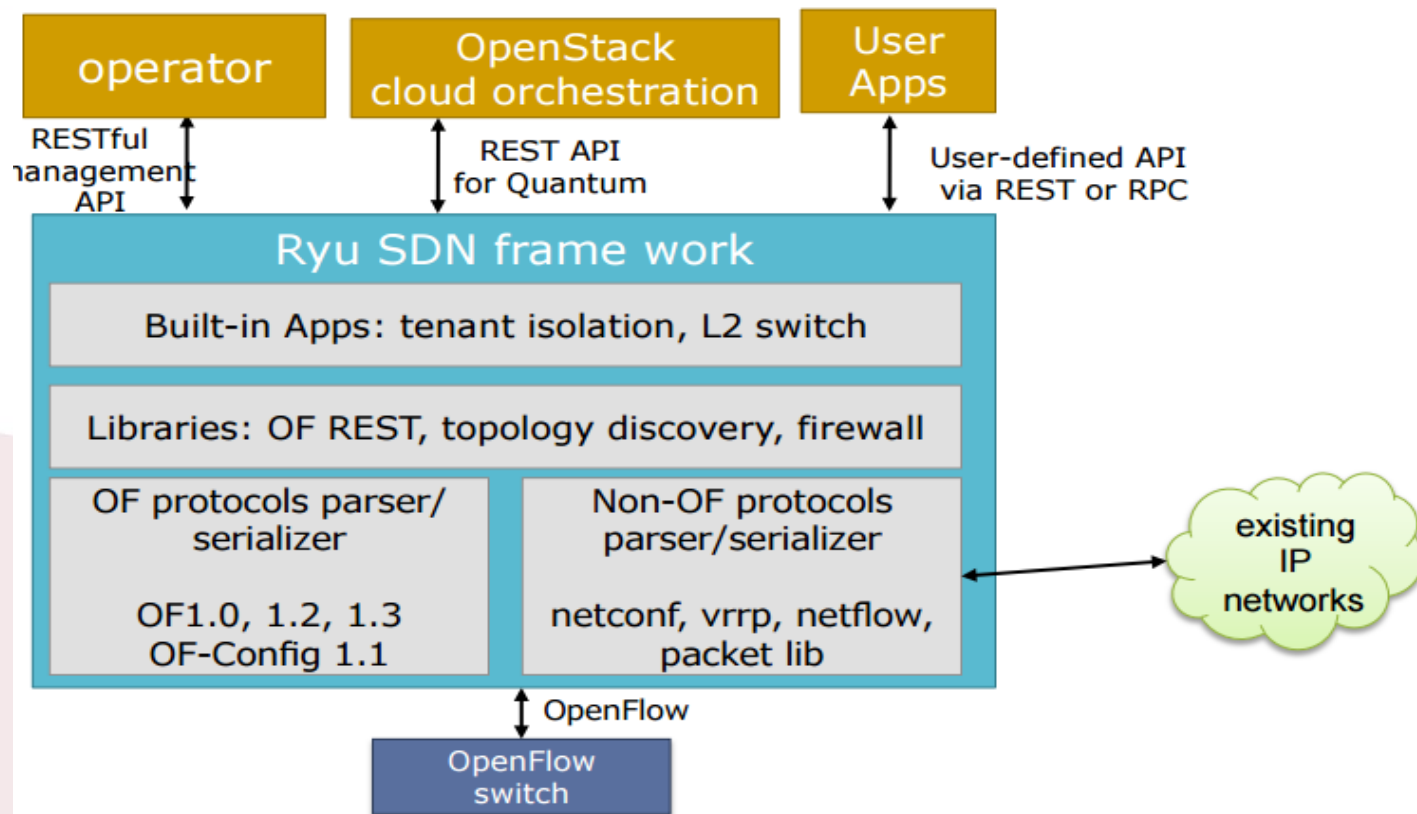 operator
OpenStack
cloud orchestration
User
Apps
RESTful
management
API
REST API
for Quantum
User-defined API
via REST or RPC
Ryu SDN frame work
Built-in Apps: tenant isolation, L2 switch
Libraries: OF REST, topology discovery, firewall
OF protocols parser/
serializer
OF1.0, 1.2, 1.3
OF-Config 1.1
Non-OF protocols
parser/serializer
netconf, vrrp, netflow,
packet lib
existing
IP
networks
OpenFlow
OpenFlow
switch